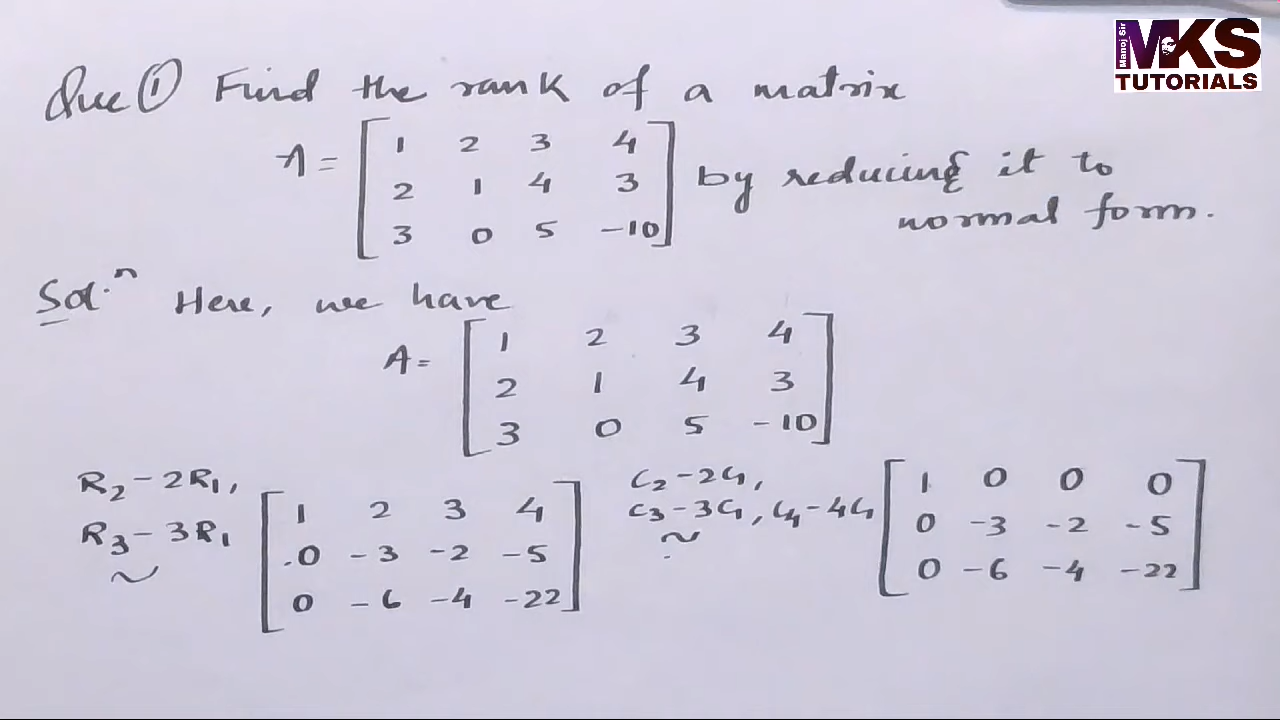 Manoj Sir
MKS
TUTORIALS
Que ① Find the rank of a matrix
A = [ 1 2 3 4
2 1 4 3
3 0 5 -10 ] by reducing it to
normal form.
Sol.ⁿ Here, we have
A = [ 1 2 3 4
2 1 4 3
3 0 5 -10 ]
R₂ - 2R₁,
R₃ - 3R₁
~
[ 1 2 3 4
0 -3 -2 -5
0 -6 -4 -22 ]
C₂ - 2C₁,
C₃ - 3C₁, C₄ - 4C₁
~
[ 1 0 0 0
0 -3 -2 -5
0 -6 -4 -22 ]